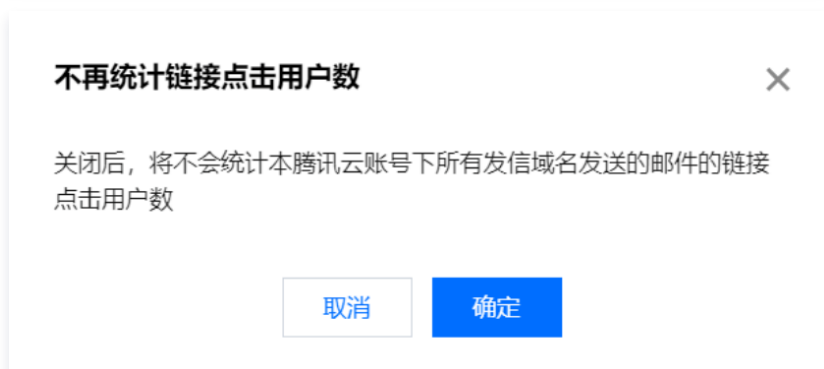 不再统计链接点击用户数
关闭后，将不会统计本腾讯云账号下所有发信域名发送的邮件的链接
点击用户数
取消
确定